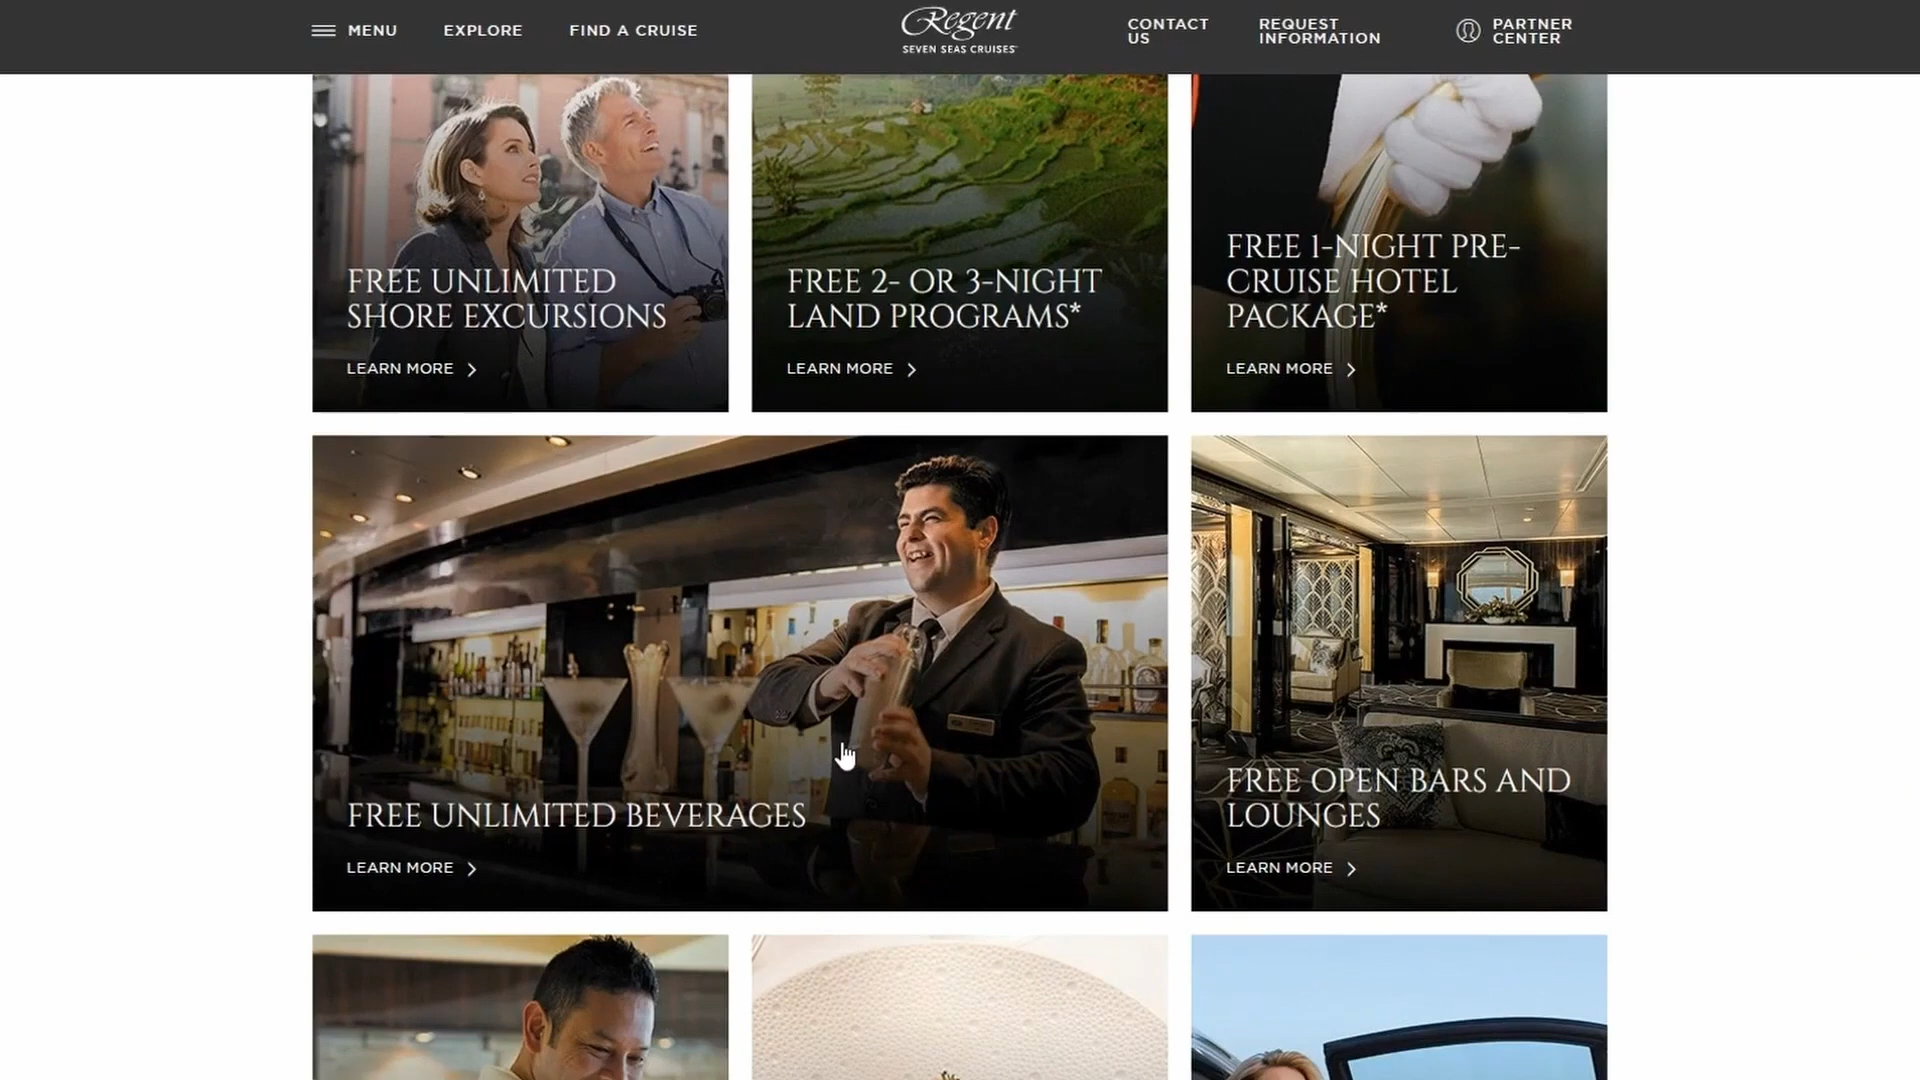 MENU
EXPLORE
FIND A CRUISE
Regent
SEVEN SEAS CRUISES
CONTACT
US
REQUEST
INFORMATION
PARTNER
CENTER
FREE UNLIMITED
SHORE EXCURSIONS
LEARN MORE
FREE 2- OR 3-NIGHT
LAND PROGRAMS*
LEARN MORE
FREE 1-NIGHT PRE-
CRUISE HOTEL
PACKAGE*
LEARN MORE
FREE UNLIMITED BEVERAGES
LEARN MORE
FREE OPEN BARS AND
LOUNGES
LEARN MORE